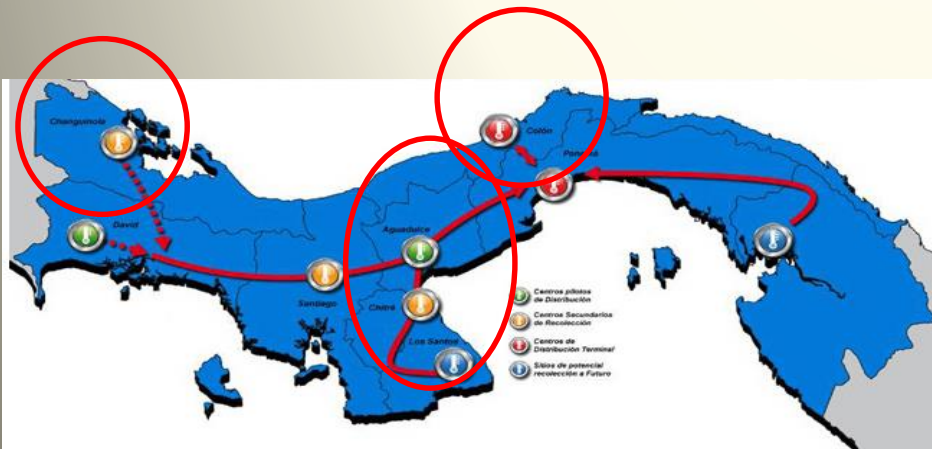 Changuinola
Colón
Panamá
David
Aguadulce
Santiago
Chitré
Los Santos
Centros pilotos
de Distribución
Centros Secundarios
de Recolección
Centros de
Distribución Terminal
Sitios de potencial
recolección a Futuro